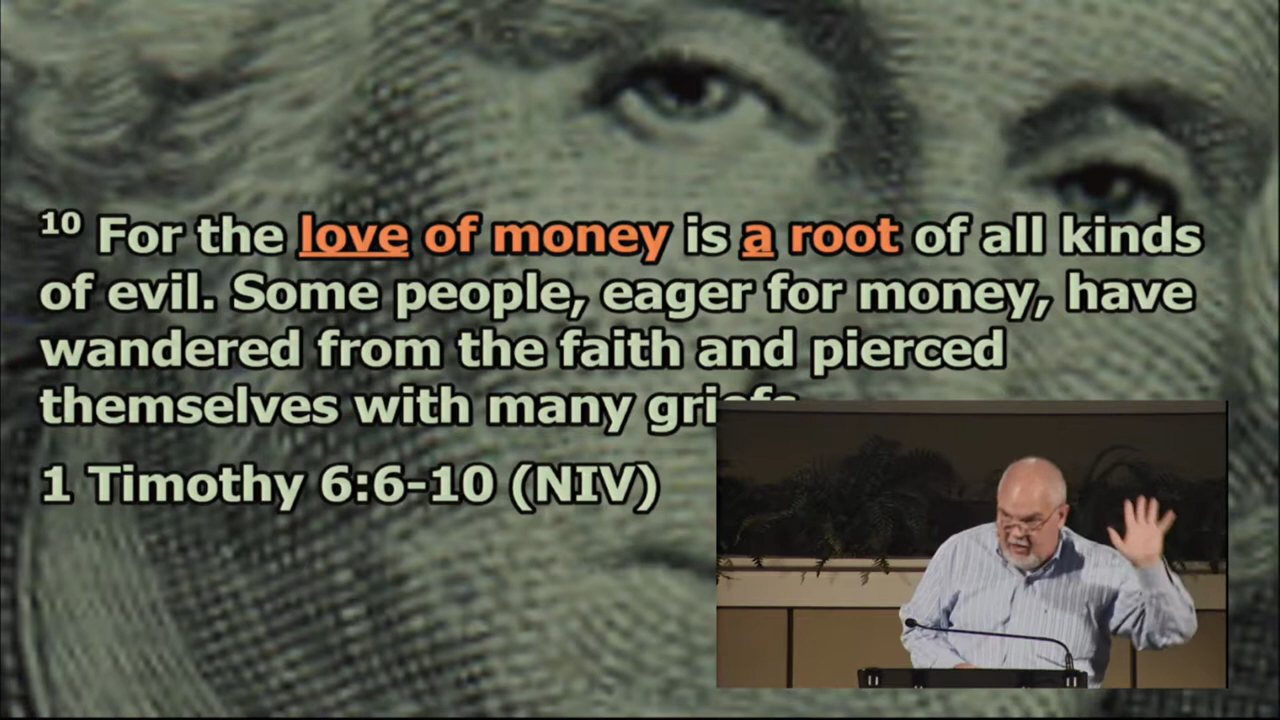 10 For the love of money is a root of all kinds
of evil. Some people, eager for money, have
wandered from the faith and pierced
themselves with many griefs
1 Timothy 6:6-10 (NIV)